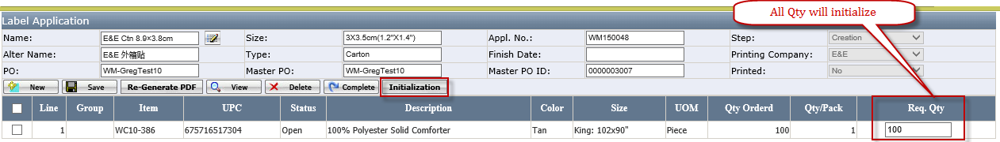 All Qty will initialize
Label Application
Name: E&E Ctn 8.9×3.8cm Size: 3X3.5cm(1.2"X1.4") Appl. No.: WM150048 Step: Creation
Alter Name: E&E 外箱贴 Type: Carton Finish Date: Printing Company: E&E
PO: WM-GregTest10 Master PO: WM-GregTest10 Master PO ID: 0000003007 Printed: No
New Save Re-Generate PDF View Delete Complete Initialization
Line Group Item UPC Status Description Color Size UOM Qty Orderd Qty/Pack Req. Qty
1 WC10-386 675716517304 Open 100% Polyester Solid Comforter Tan King: 102x90" Piece 100 1 100